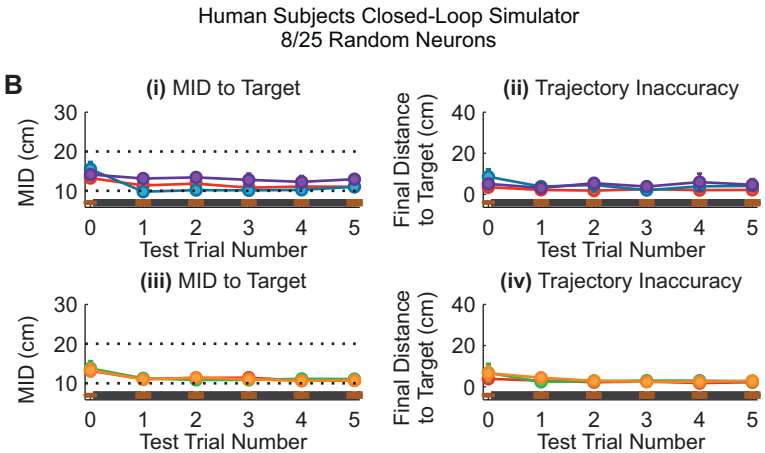 Human Subjects Closed-Loop Simulator
8/25 Random Neurons
B
(i) MID to Target
MID (cm)
30
20
10
0 1 2 3 4 5
Test Trial Number
(ii) Trajectory Inaccuracy
Final Distance
to Target (cm)
40
20
0
0 1 2 3 4 5
Test Trial Number
(iii) MID to Target
MID (cm)
30
20
10
0 1 2 3 4 5
Test Trial Number
(iv) Trajectory Inaccuracy
Final Distance
to Target (cm)
40
20
0
0 1 2 3 4 5
Test Trial Number